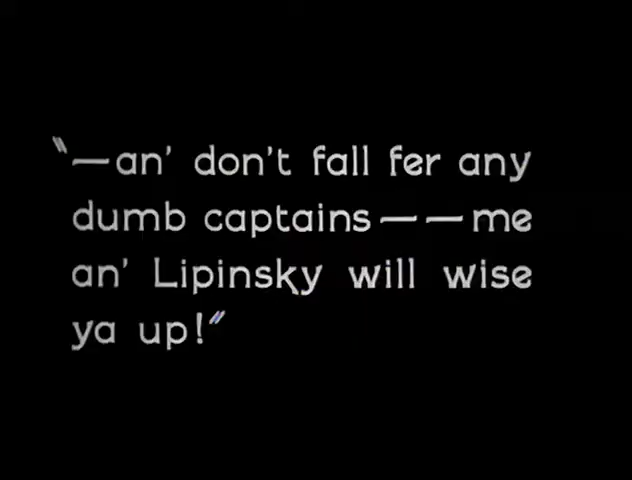 "—an' don't fall fer any
dumb captains——me
an' Lipinsky will wise
ya up!"